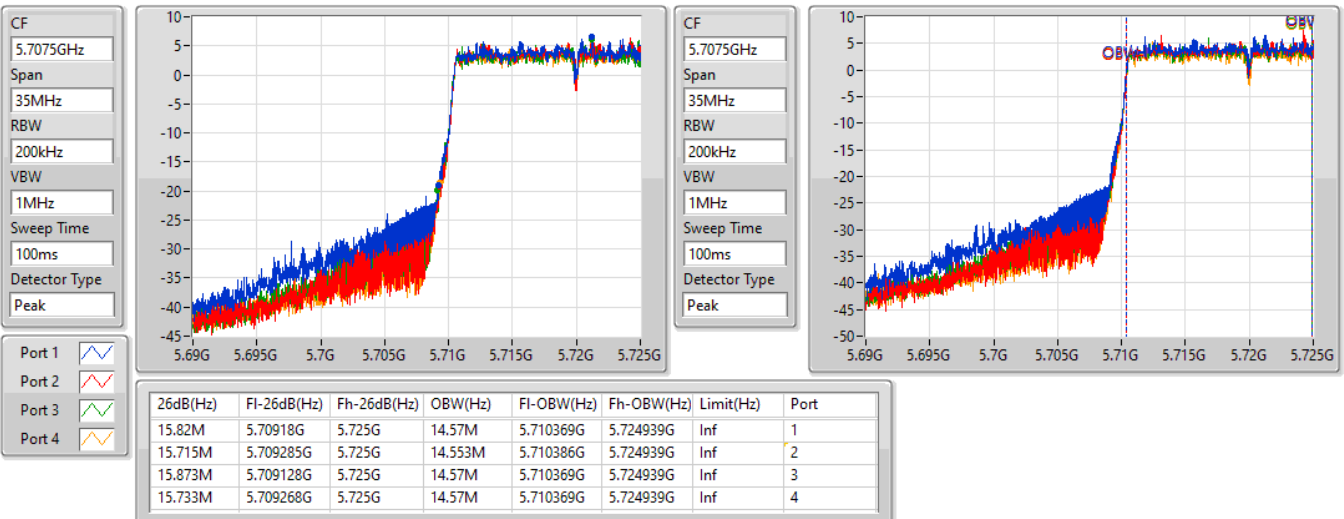 CF
5.7075GHz
Span
35MHz
RBW
200kHz
VBW
1MHz
Sweep Time
100ms
Detector Type
Peak
10
5
0
-5
-10
-15
-20
-25
-30
-35
-40
-45
5.69G 5.695G 5.7G 5.705G 5.71G 5.715G 5.72G 5.725G
CF
5.7075GHz
Span
35MHz
RBW
200kHz
VBW
1MHz
Sweep Time
100ms
Detector Type
Peak
10
5
0
-5
-10
-15
-20
-25
-30
-35
-40
-45
-50
5.69G 5.695G 5.7G 5.705G 5.71G 5.715G 5.72G 5.725G
OBW
Port 1
Port 2
Port 3
Port 4
26dB(Hz) Fl-26dB(Hz) Fh-26dB(Hz) OBW(Hz) Fl-OBW(Hz) Fh-OBW(Hz) Limit(Hz) Port
15.82M 5.70918G 5.725G 14.57M 5.710369G 5.724939G Inf 1
15.715M 5.709285G 5.725G 14.553M 5.710386G 5.724939G Inf 2
15.873M 5.709128G 5.725G 14.57M 5.710369G 5.724939G Inf 3
15.733M 5.709268G 5.725G 14.57M 5.710369G 5.724939G Inf 4